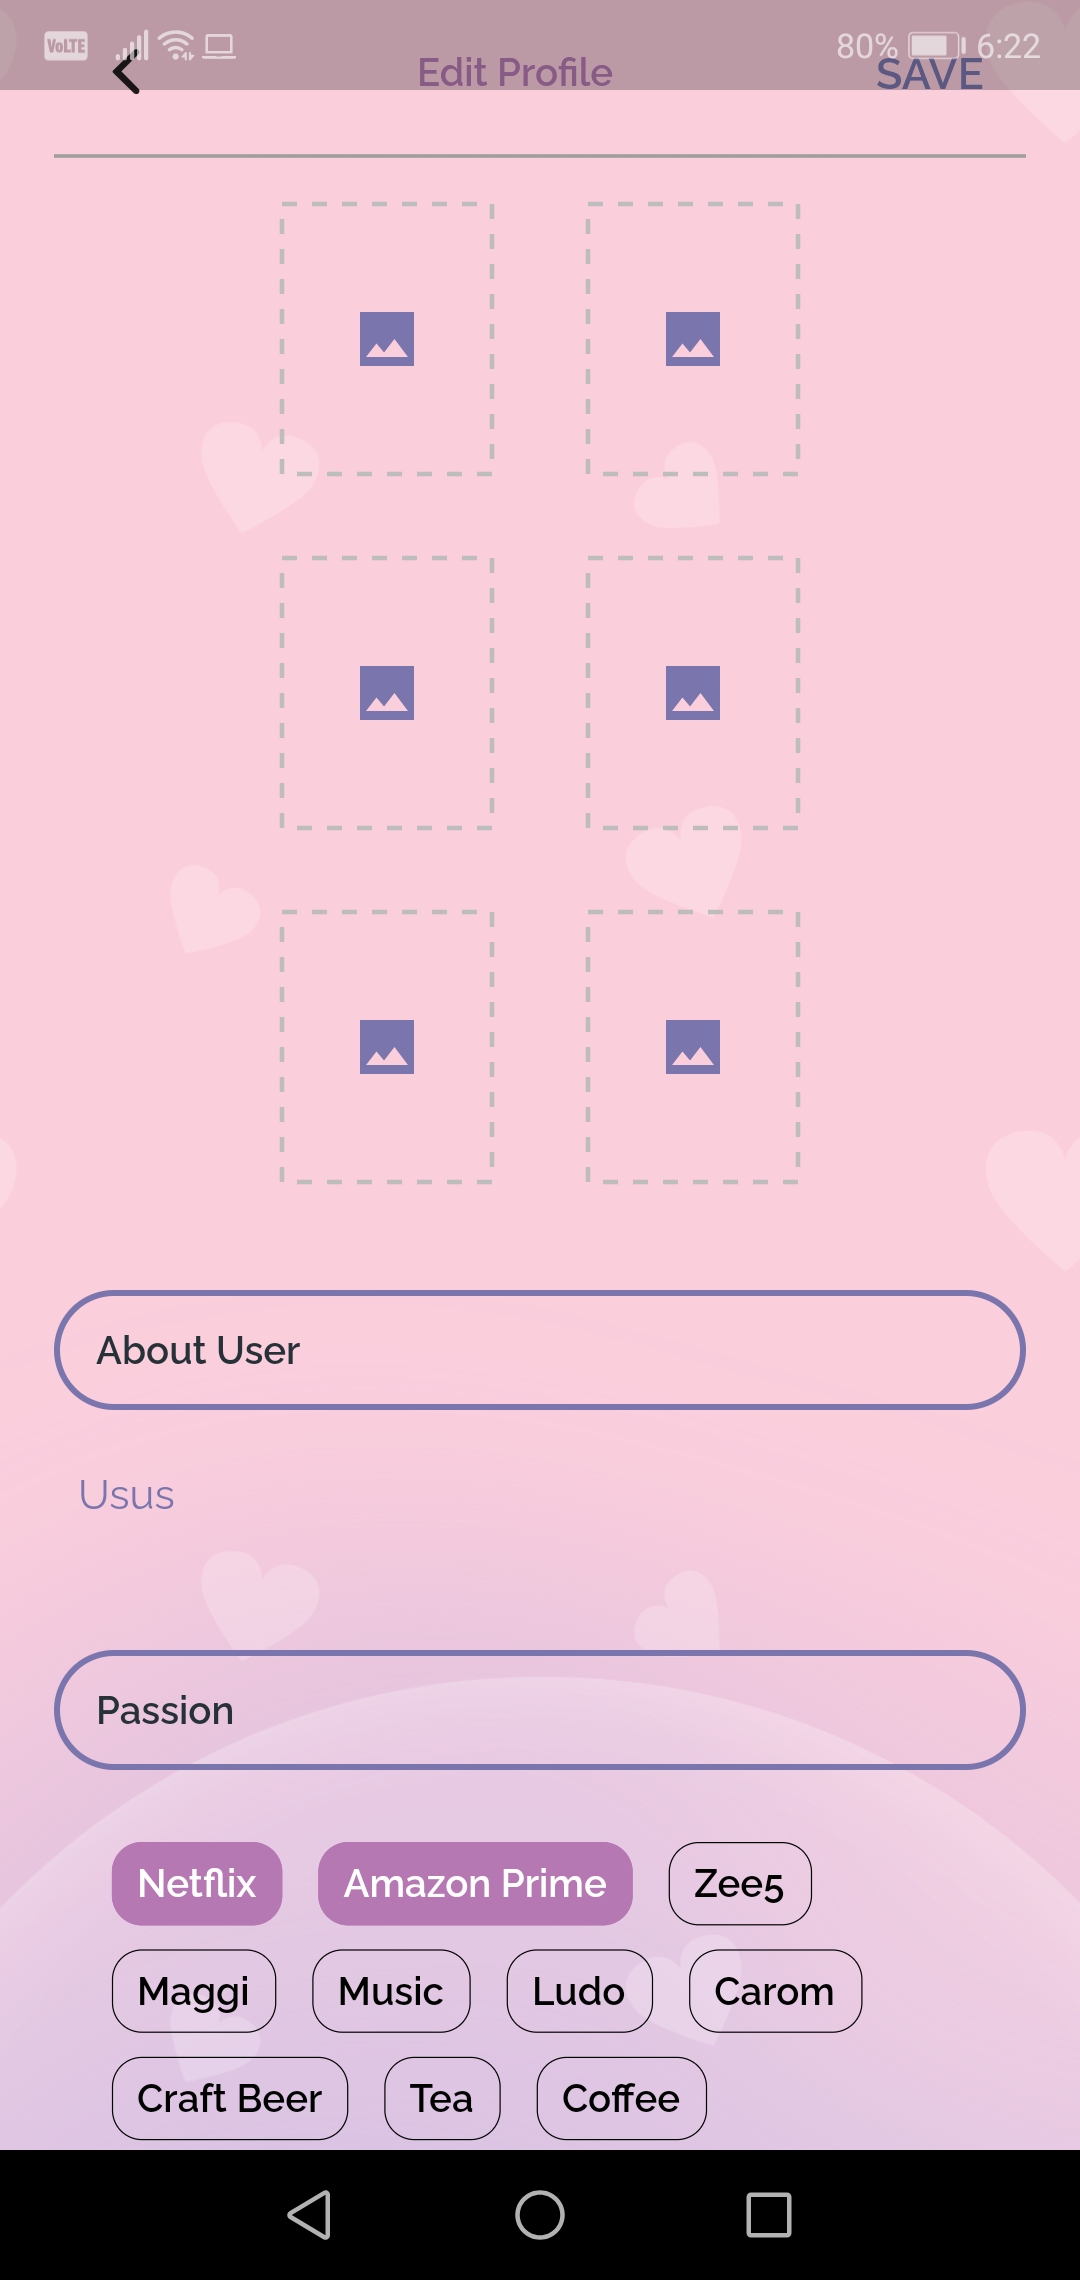 VoLTE 80% 6:22
Edit Profile SAVE
About User
Usus
Passion
Netflix Amazon Prime Zee5
Maggi Music Ludo Carom
Craft Beer Tea Coffee